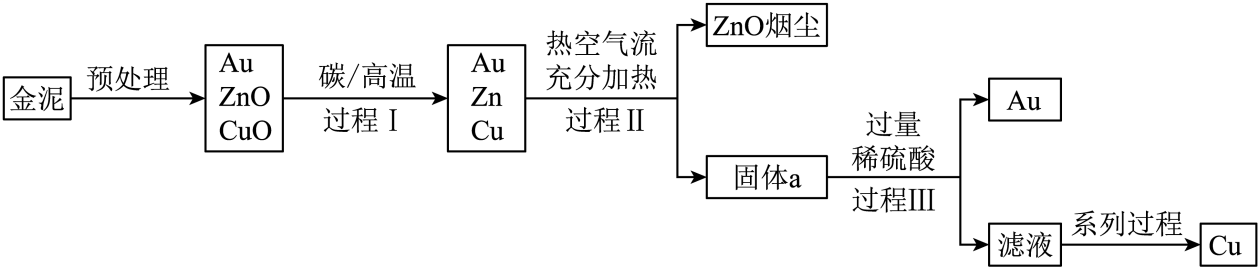 金泥
预处理
Au
ZnO
CuO
碳/高温
过程Ⅰ
Au
Zn
Cu
热空气流
充分加热
过程Ⅱ
ZnO烟尘
固体a
过量
稀硫酸
过程Ⅲ
Au
滤液
系列过程
Cu